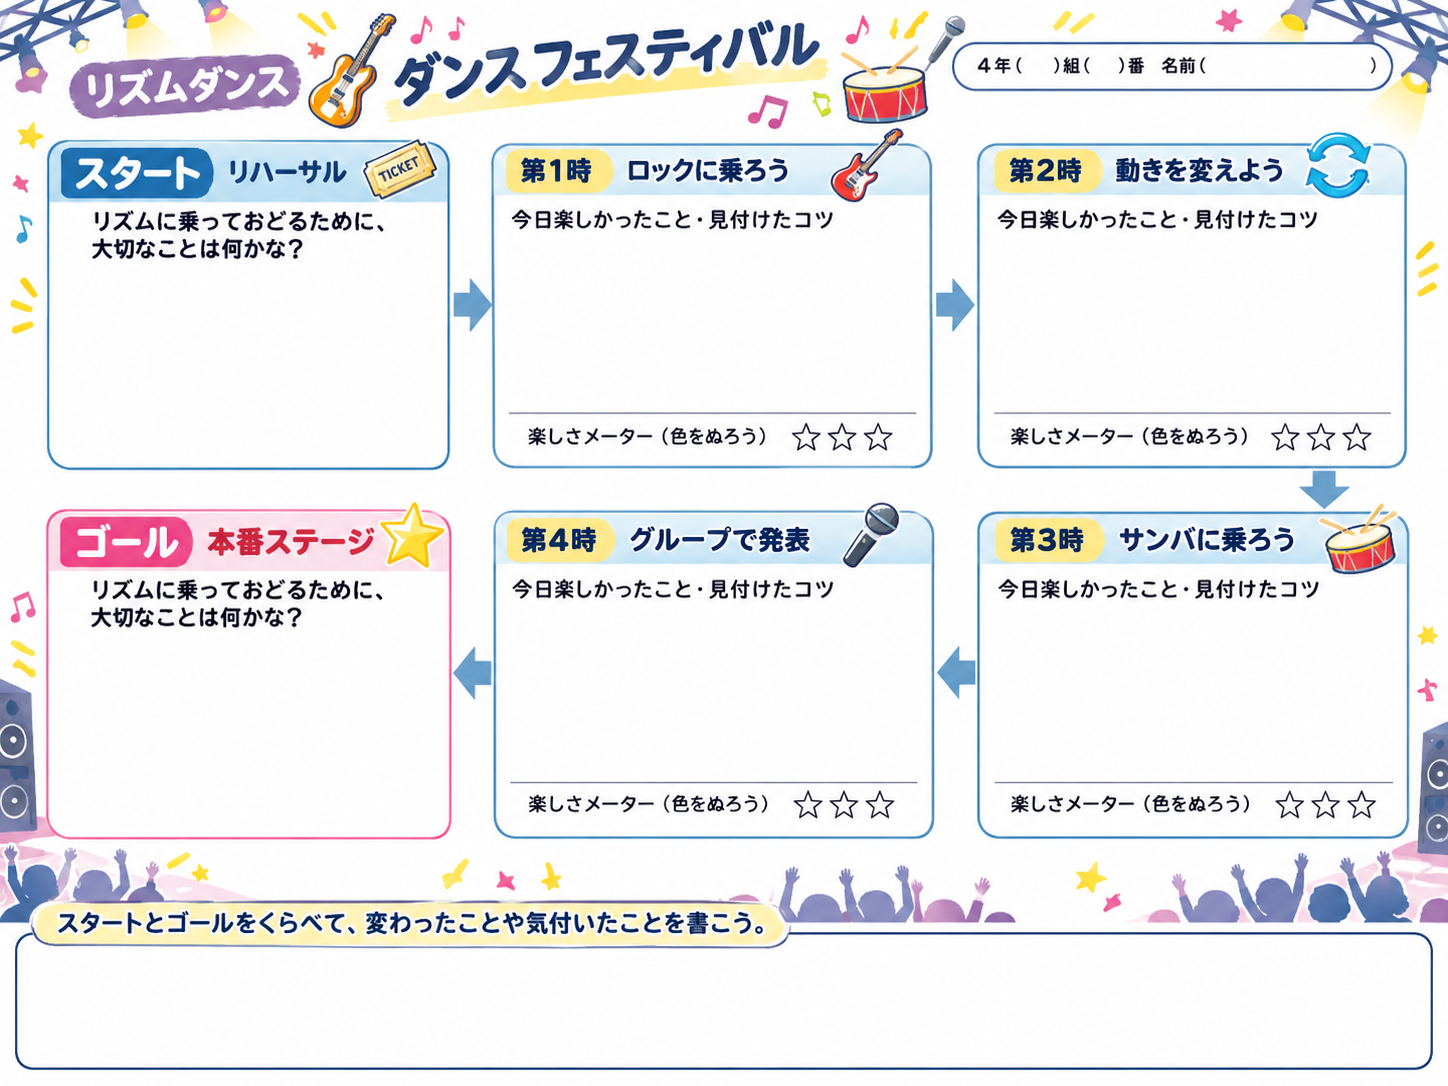 リズムダンス
ダンスフェスティバル
4年(　)組(　)番　名前(　　　　　　　)
スタート リハーサル
TICKET
リズムに乗っておどるために、
大切なことは何かな？
第1時 ロックに乗ろう
今日楽しかったこと・見付けたコツ
楽しさメーター（色をぬろう） ☆☆☆
第2時 動きを変えよう
今日楽しかったこと・見付けたコツ
楽しさメーター（色をぬろう） ☆☆☆
第3時 サンバに乗ろう
今日楽しかったこと・見付けたコツ
楽しさメーター（色をぬろう） ☆☆☆
第4時 グループで発表
今日楽しかったこと・見付けたコツ
楽しさメーター（色をぬろう） ☆☆☆
ゴール 本番ステージ
リズムに乗っておどるために、
大切なことは何かな？
スタートとゴールをくらべて、変わったことや気付いたことを書こう。